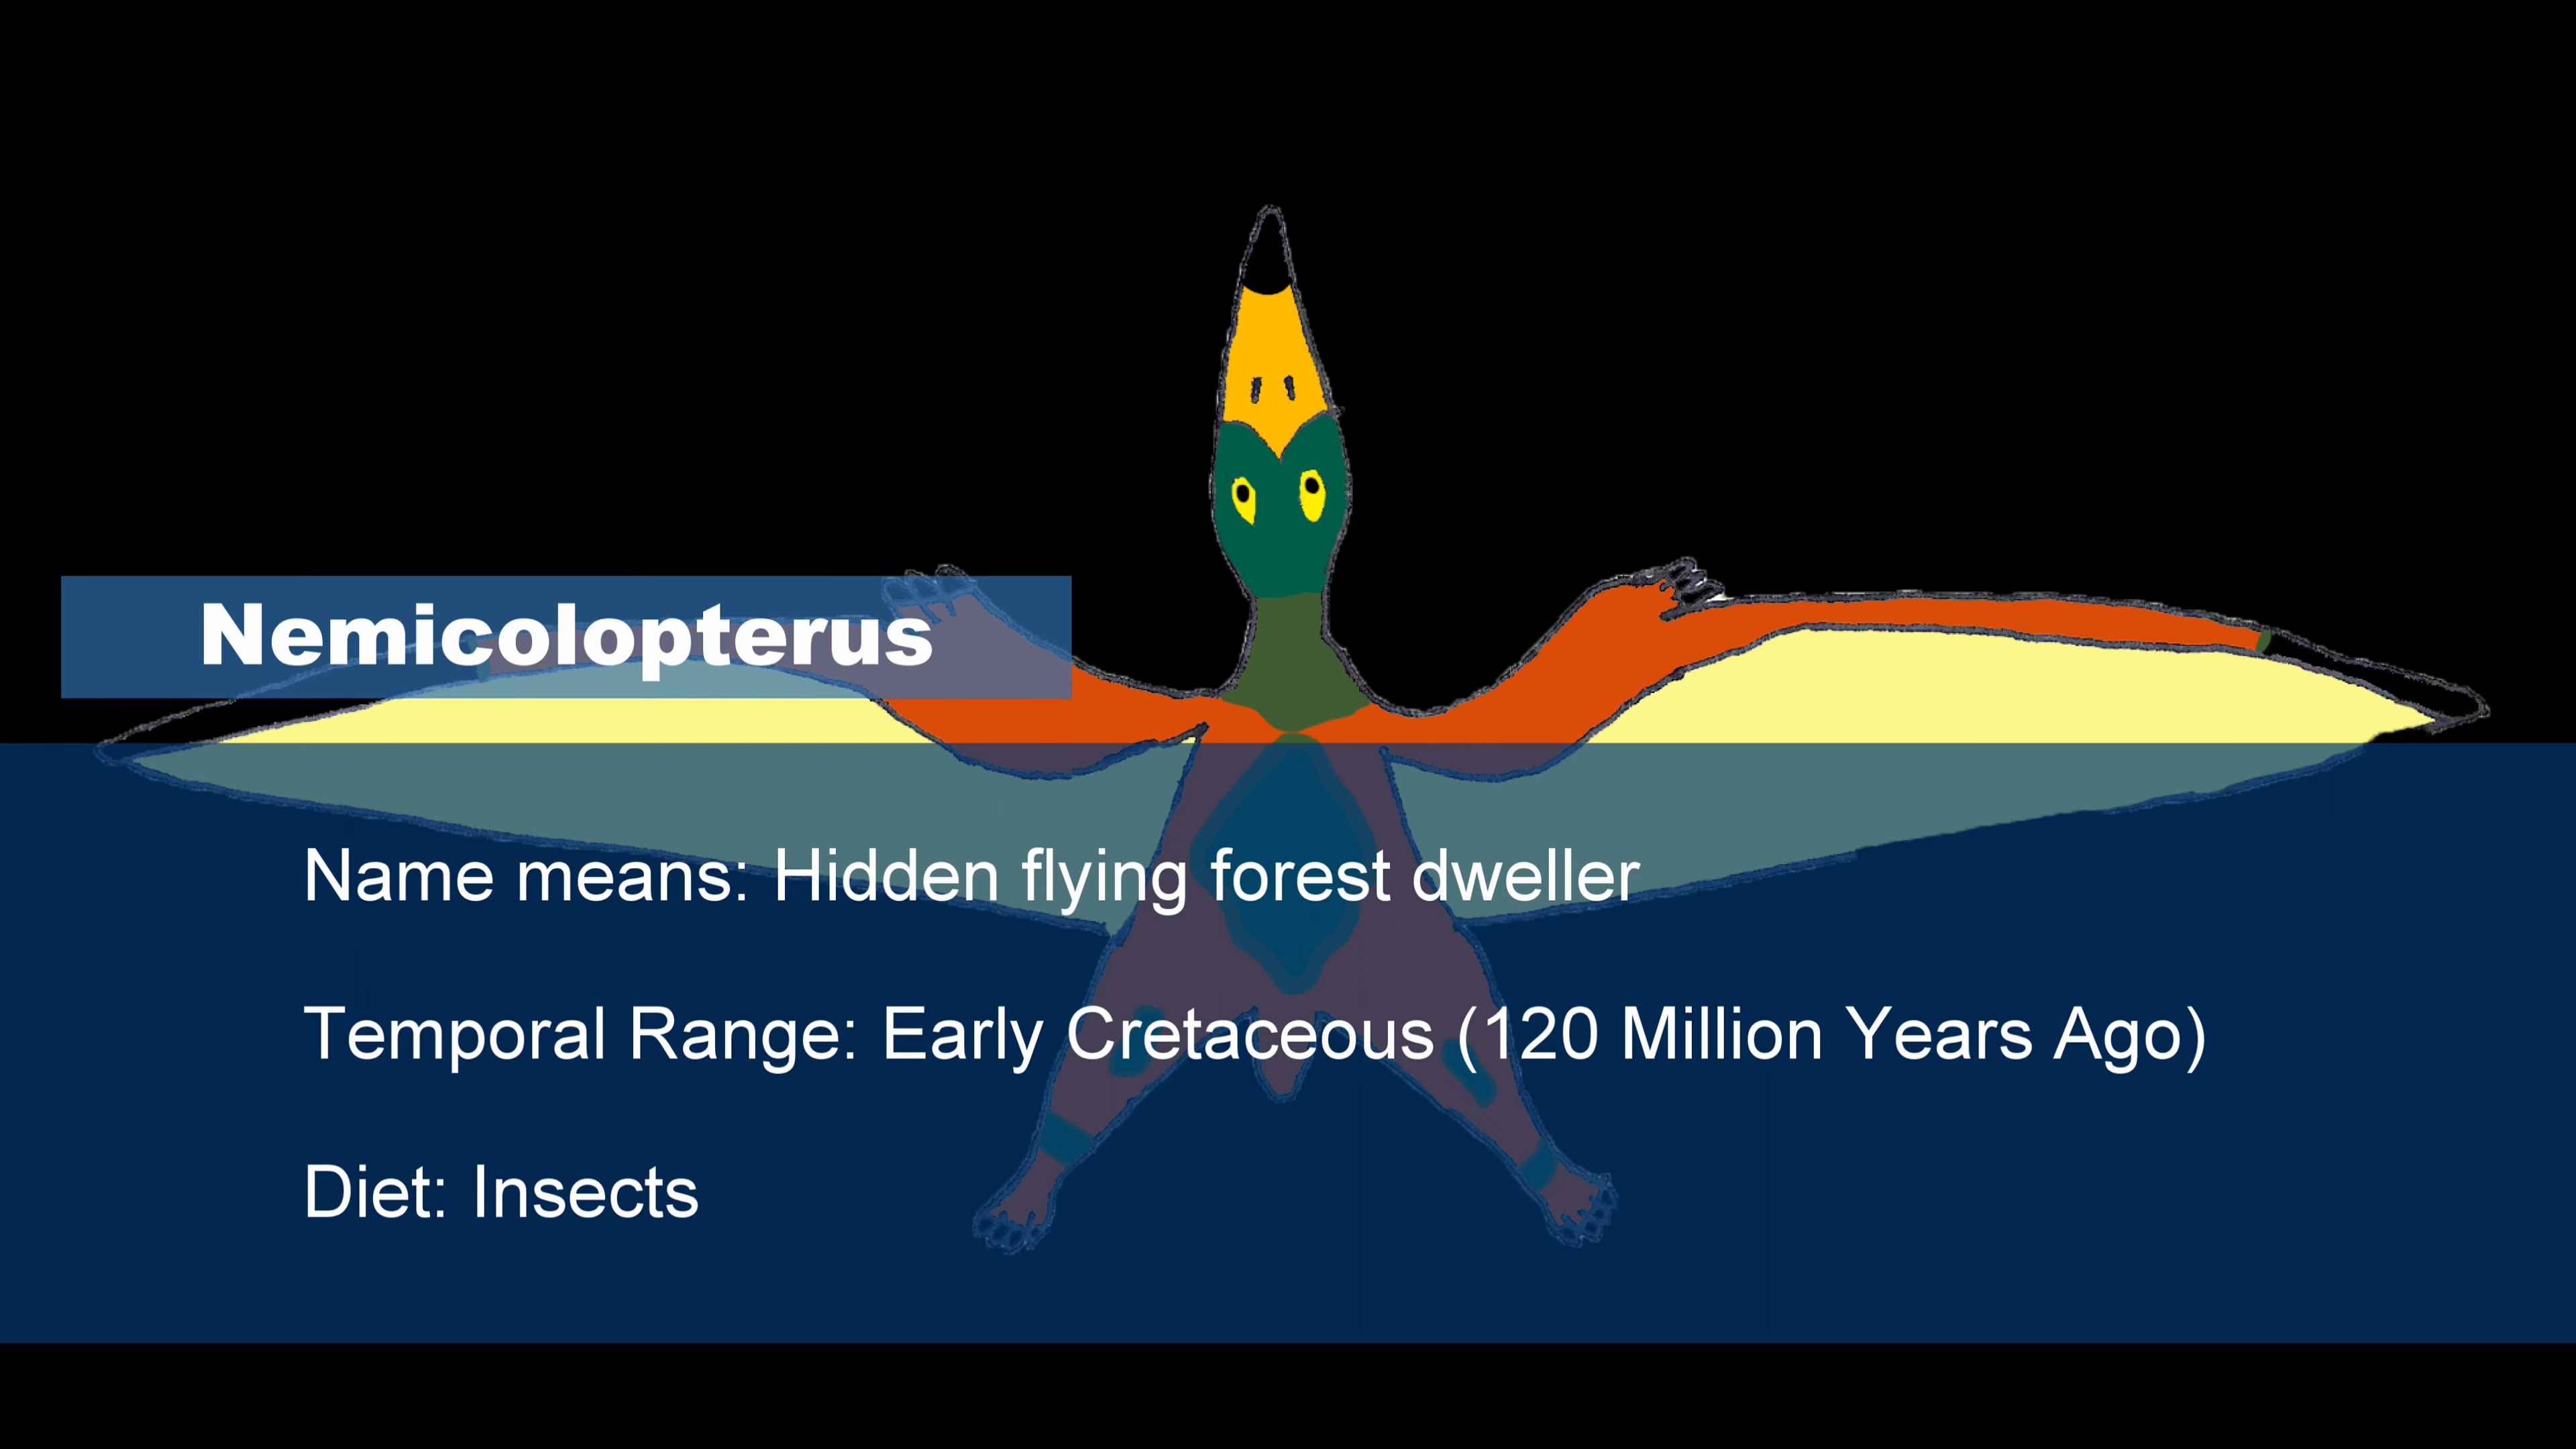 Nemicolopterus
Name means: Hidden flying forest dweller
Temporal Range: Early Cretaceous (120 Million Years Ago)
Diet: Insects